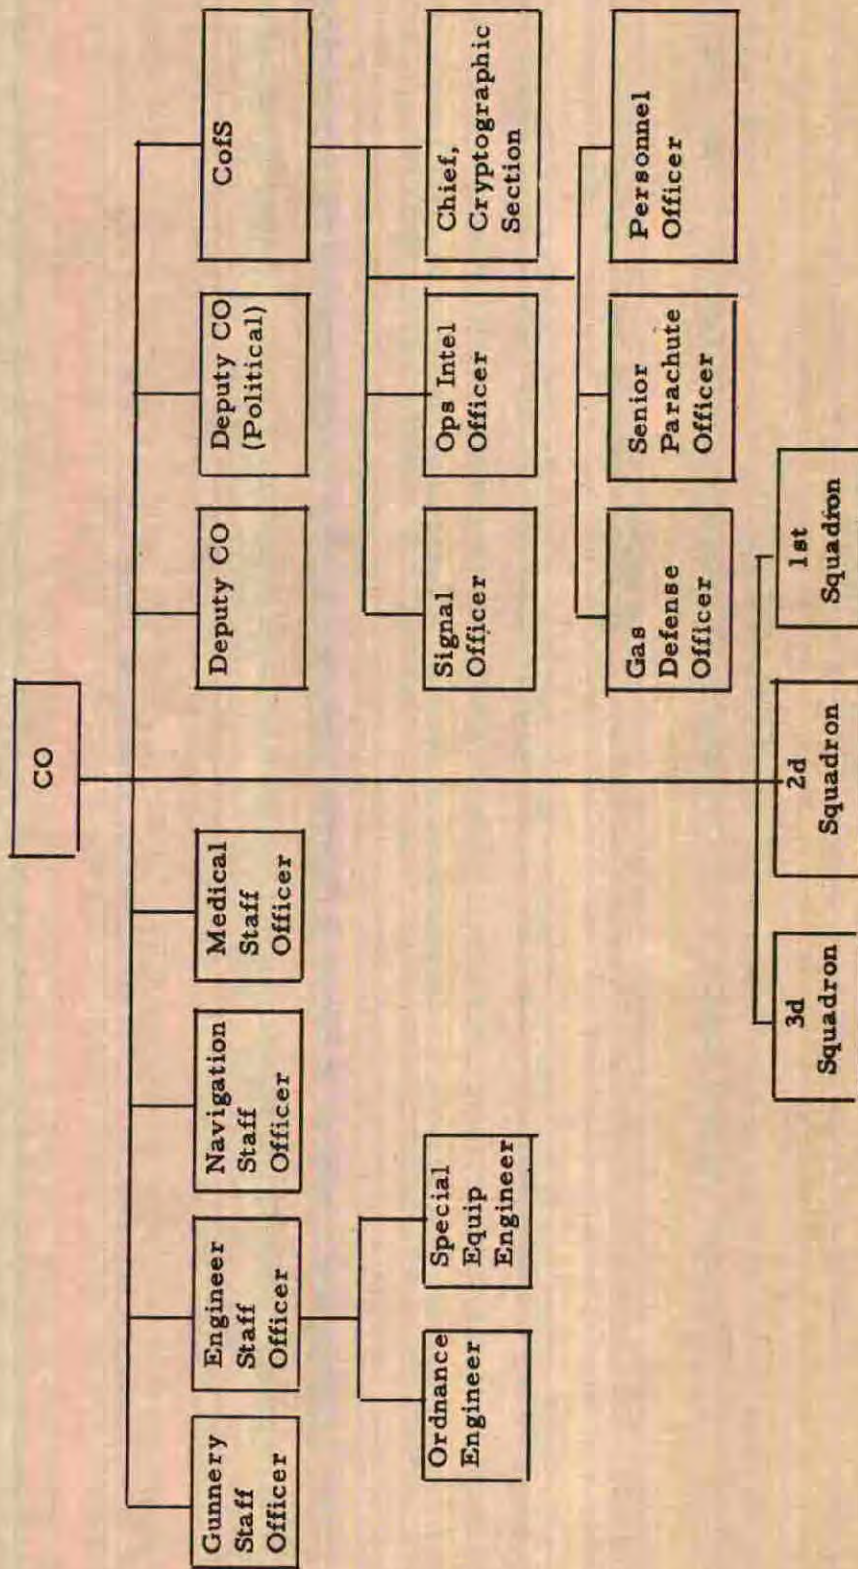 CO
Gunnery
Staff
Officer
Engineer
Staff
Officer
Navigation
Staff
Officer
Medical
Staff
Officer
Deputy CO
Deputy CO
(Political)
CofS
Ordnance
Engineer
Special
Equip
Engineer
Signal
Officer
Ops Intel
Officer
Chief,
Cryptographic
Section
Gas
Defense
Officer
Senior
Parachute
Officer
Personnel
Officer
3d
Squadron
2d
Squadron
1st
Squadron